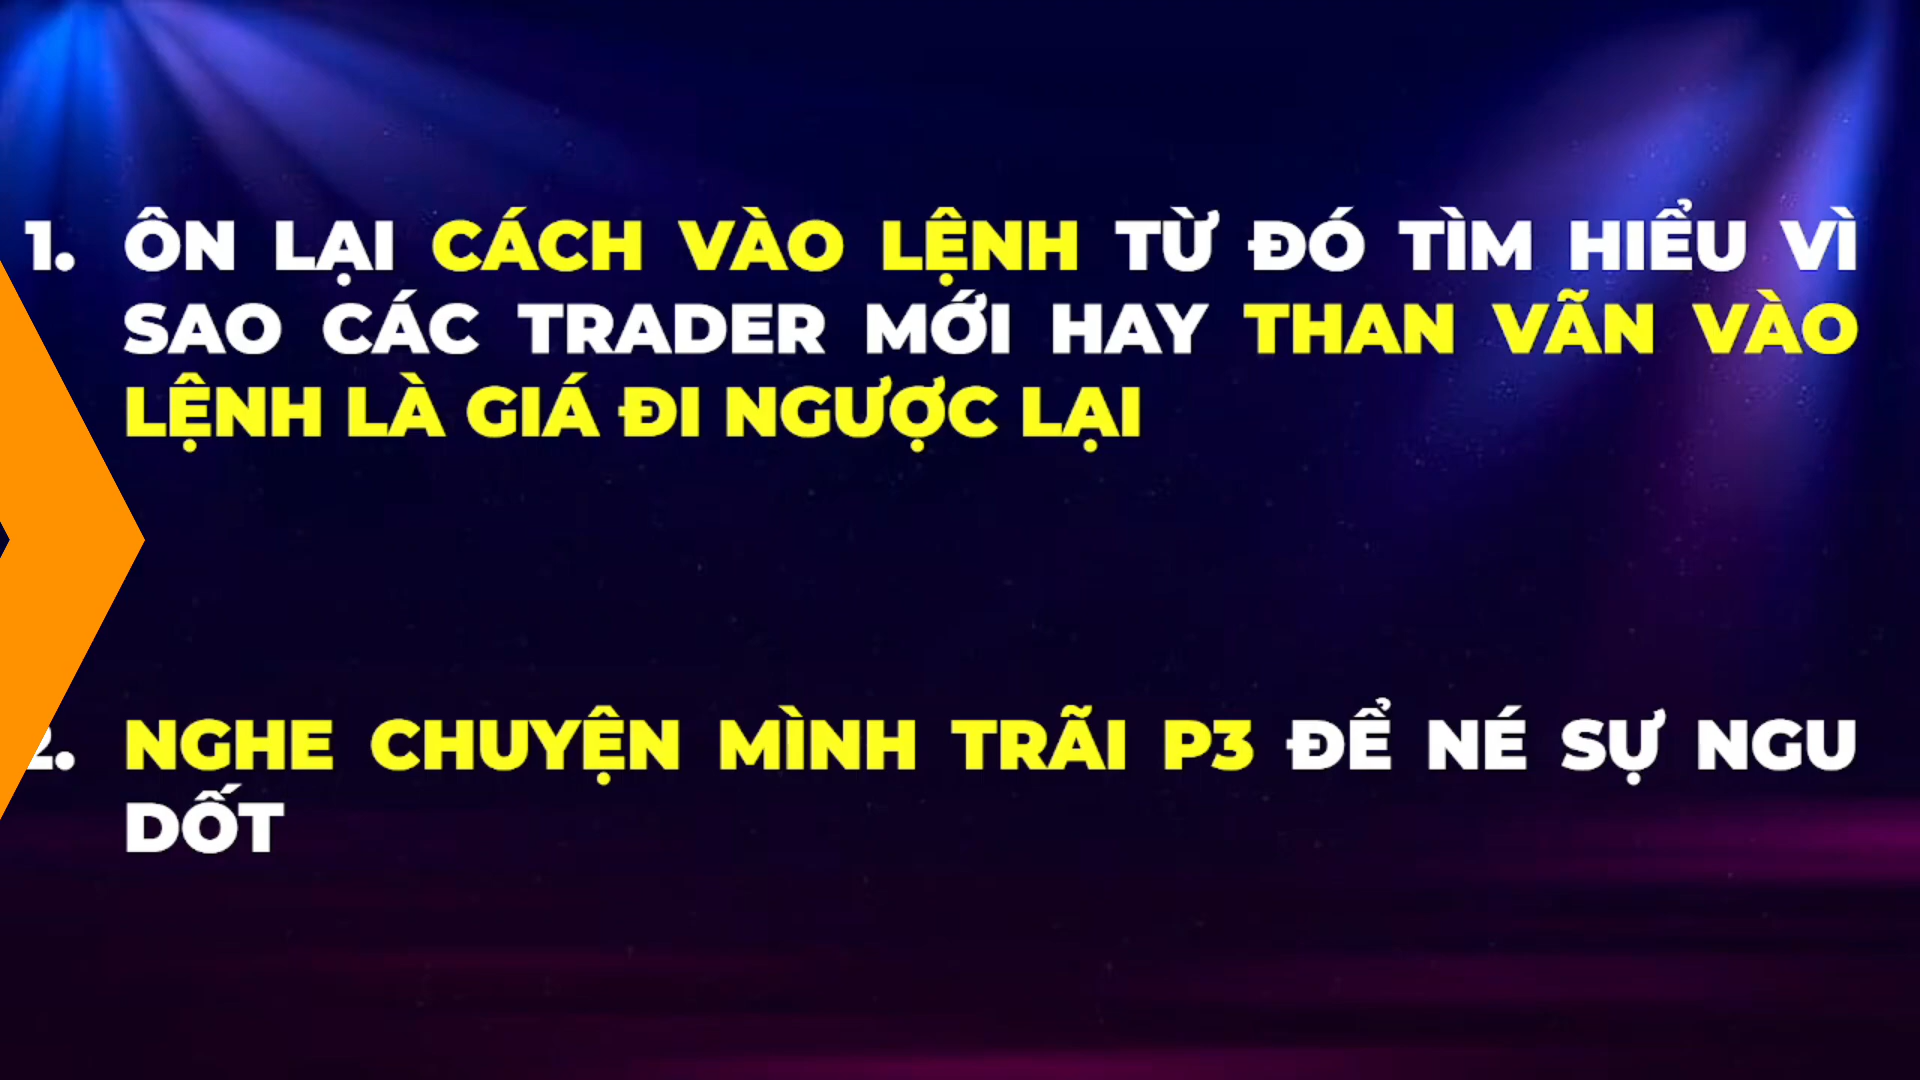 1. ÔN LẠI CÁCH VÀO LỆNH TỪ ĐÓ TÌM HIỂU VÌ
SAO CÁC TRADER MỚI HAY THAN VÃN VÀO
LỆNH LÀ GIÁ ĐI NGƯỢC LẠI
2. NGHE CHUYỆN MÌNH TRÃI P3 ĐỂ NÉ SỰ NGU
DỐT